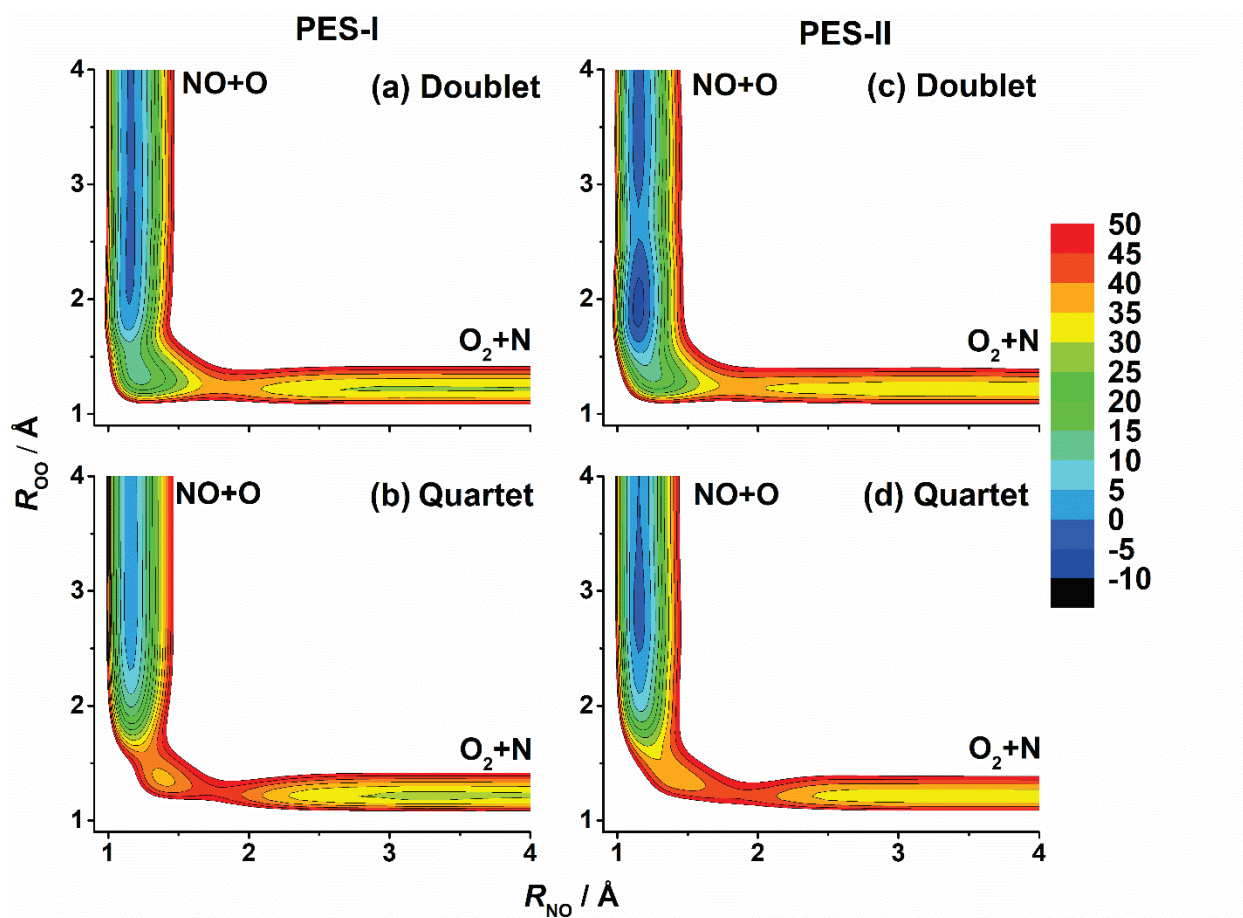 PES-I
PES-II
4
NO+O
(a) Doublet
3
2
O₂+N
1
4
NO+O
(c) Doublet
3
2
O₂+N
1
4
NO+O
(b) Quartet
3
2
O₂+N
1
1
2
3
4
4
NO+O
(d) Quartet
3
2
O₂+N
1
1
2
3
4
50
45
40
35
30
25
20
15
10
5
0
-5
-10
R_OO / Å
R_NO / Å